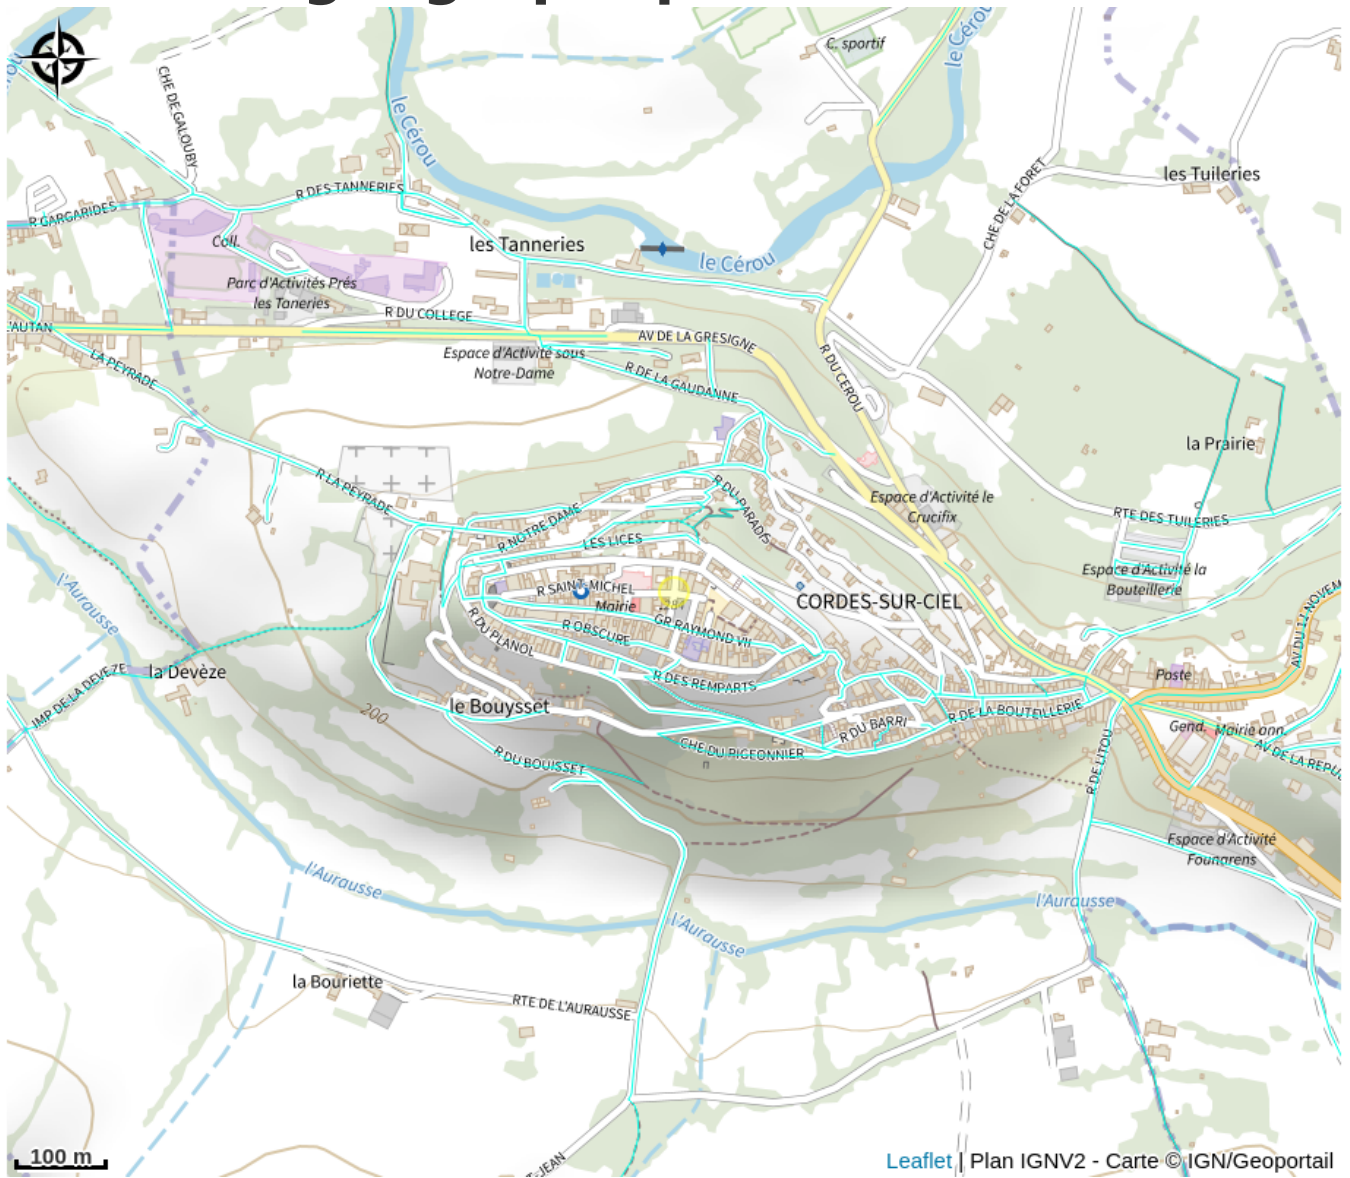 le Cérou
C. sportif
CHE DE GALOUBY
le Cérou
les Tuileries
CHE DE LA FORET
R DES TANNERIES
R GARGARIDES
Coll.
les Tanneries
le Cérou
Parc d'Activités Prés
les Taneries
R DU COLLEGE
L'AUTAN
AV DE LA GRESIGNE
LA PEYRADE
Espace d'Activité sous
Notre-Dame
R DE LA GAUDANNE
R DU CEROU
la Prairie
R LA PEYRADE
R DU PARADIS
Espace d'Activité le
Crucifix
R NOTRE DAME
RTE DES TUILERIES
LES LICES
Espace d'Activité la
Bouteillerie
l'Aurausse
R SAINT-MICHEL
Mairie
CORDES-SUR-CIEL
R DU PLANOL
R OBSCURE
GR RAYMOND VII
AV DU 11 NOVEM
la Devèze
IMP DE LA DEVEZE
R DES REMPARTS
Poste
le Bouysset
200
R DE LA BOUTEILLERIE
R DU BARRI
Gend.
Mairie ann.
CHE DU PIGEONNIER
R DU BOUISSET
R DE LITOU
AV DE LA REPU
Espace d'Activité
Founarens
l'Aurausse
l'Aurausse
l'Aurausse
la Bouriette
RTE DE L'AURAUSSE
T-JEAN
100 m
Leaflet | Plan IGNV2 - Carte © IGN/Geoportail